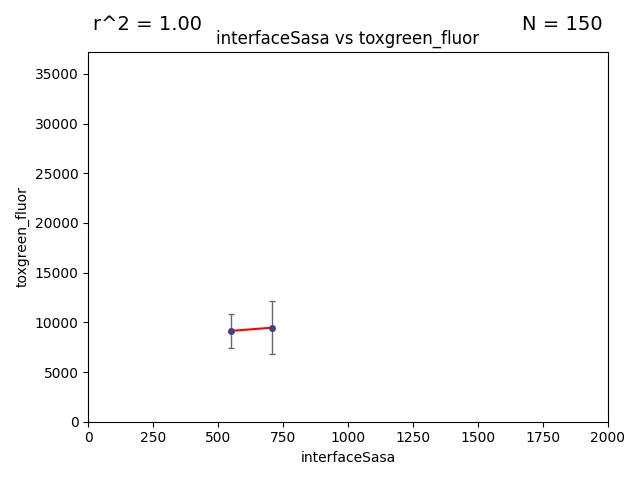 r^2 = 1.00
N = 150
interfaceSasa vs toxgreen_fluor
toxgreen_fluor
35000
30000
25000
20000
15000
10000
5000
0
0 250 500 750 1000 1250 1500 1750 2000
interfaceSasa